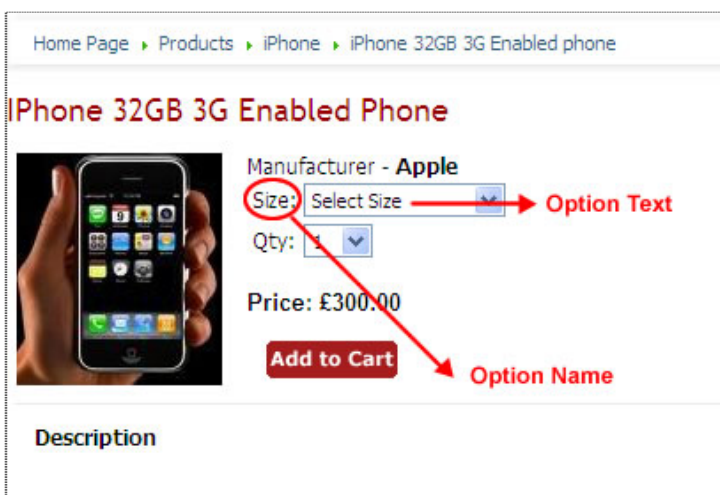 Home Page Products iPhone iPhone 32GB 3G Enabled phone
IPhone 32GB 3G Enabled Phone
Manufacturer - Apple
Size: Select Size Option Text
Qty: 1
Price: £300.00
Add to Cart
Option Name
Description